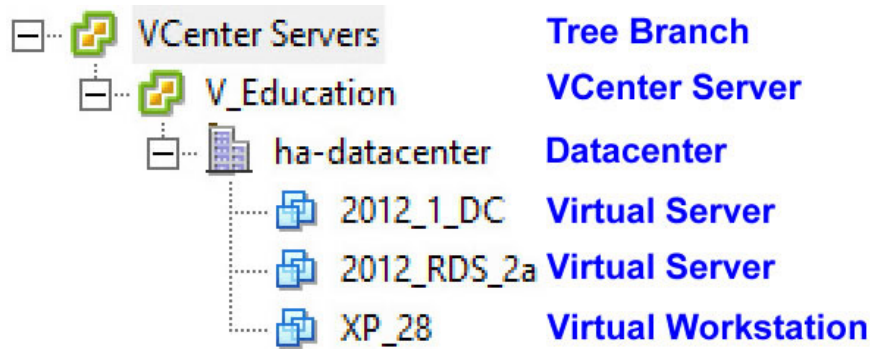 VCenter Servers Tree Branch
V_Education VCenter Server
ha-datacenter Datacenter
2012_1_DC Virtual Server
2012_RDS_2a Virtual Server
XP_28 Virtual Workstation